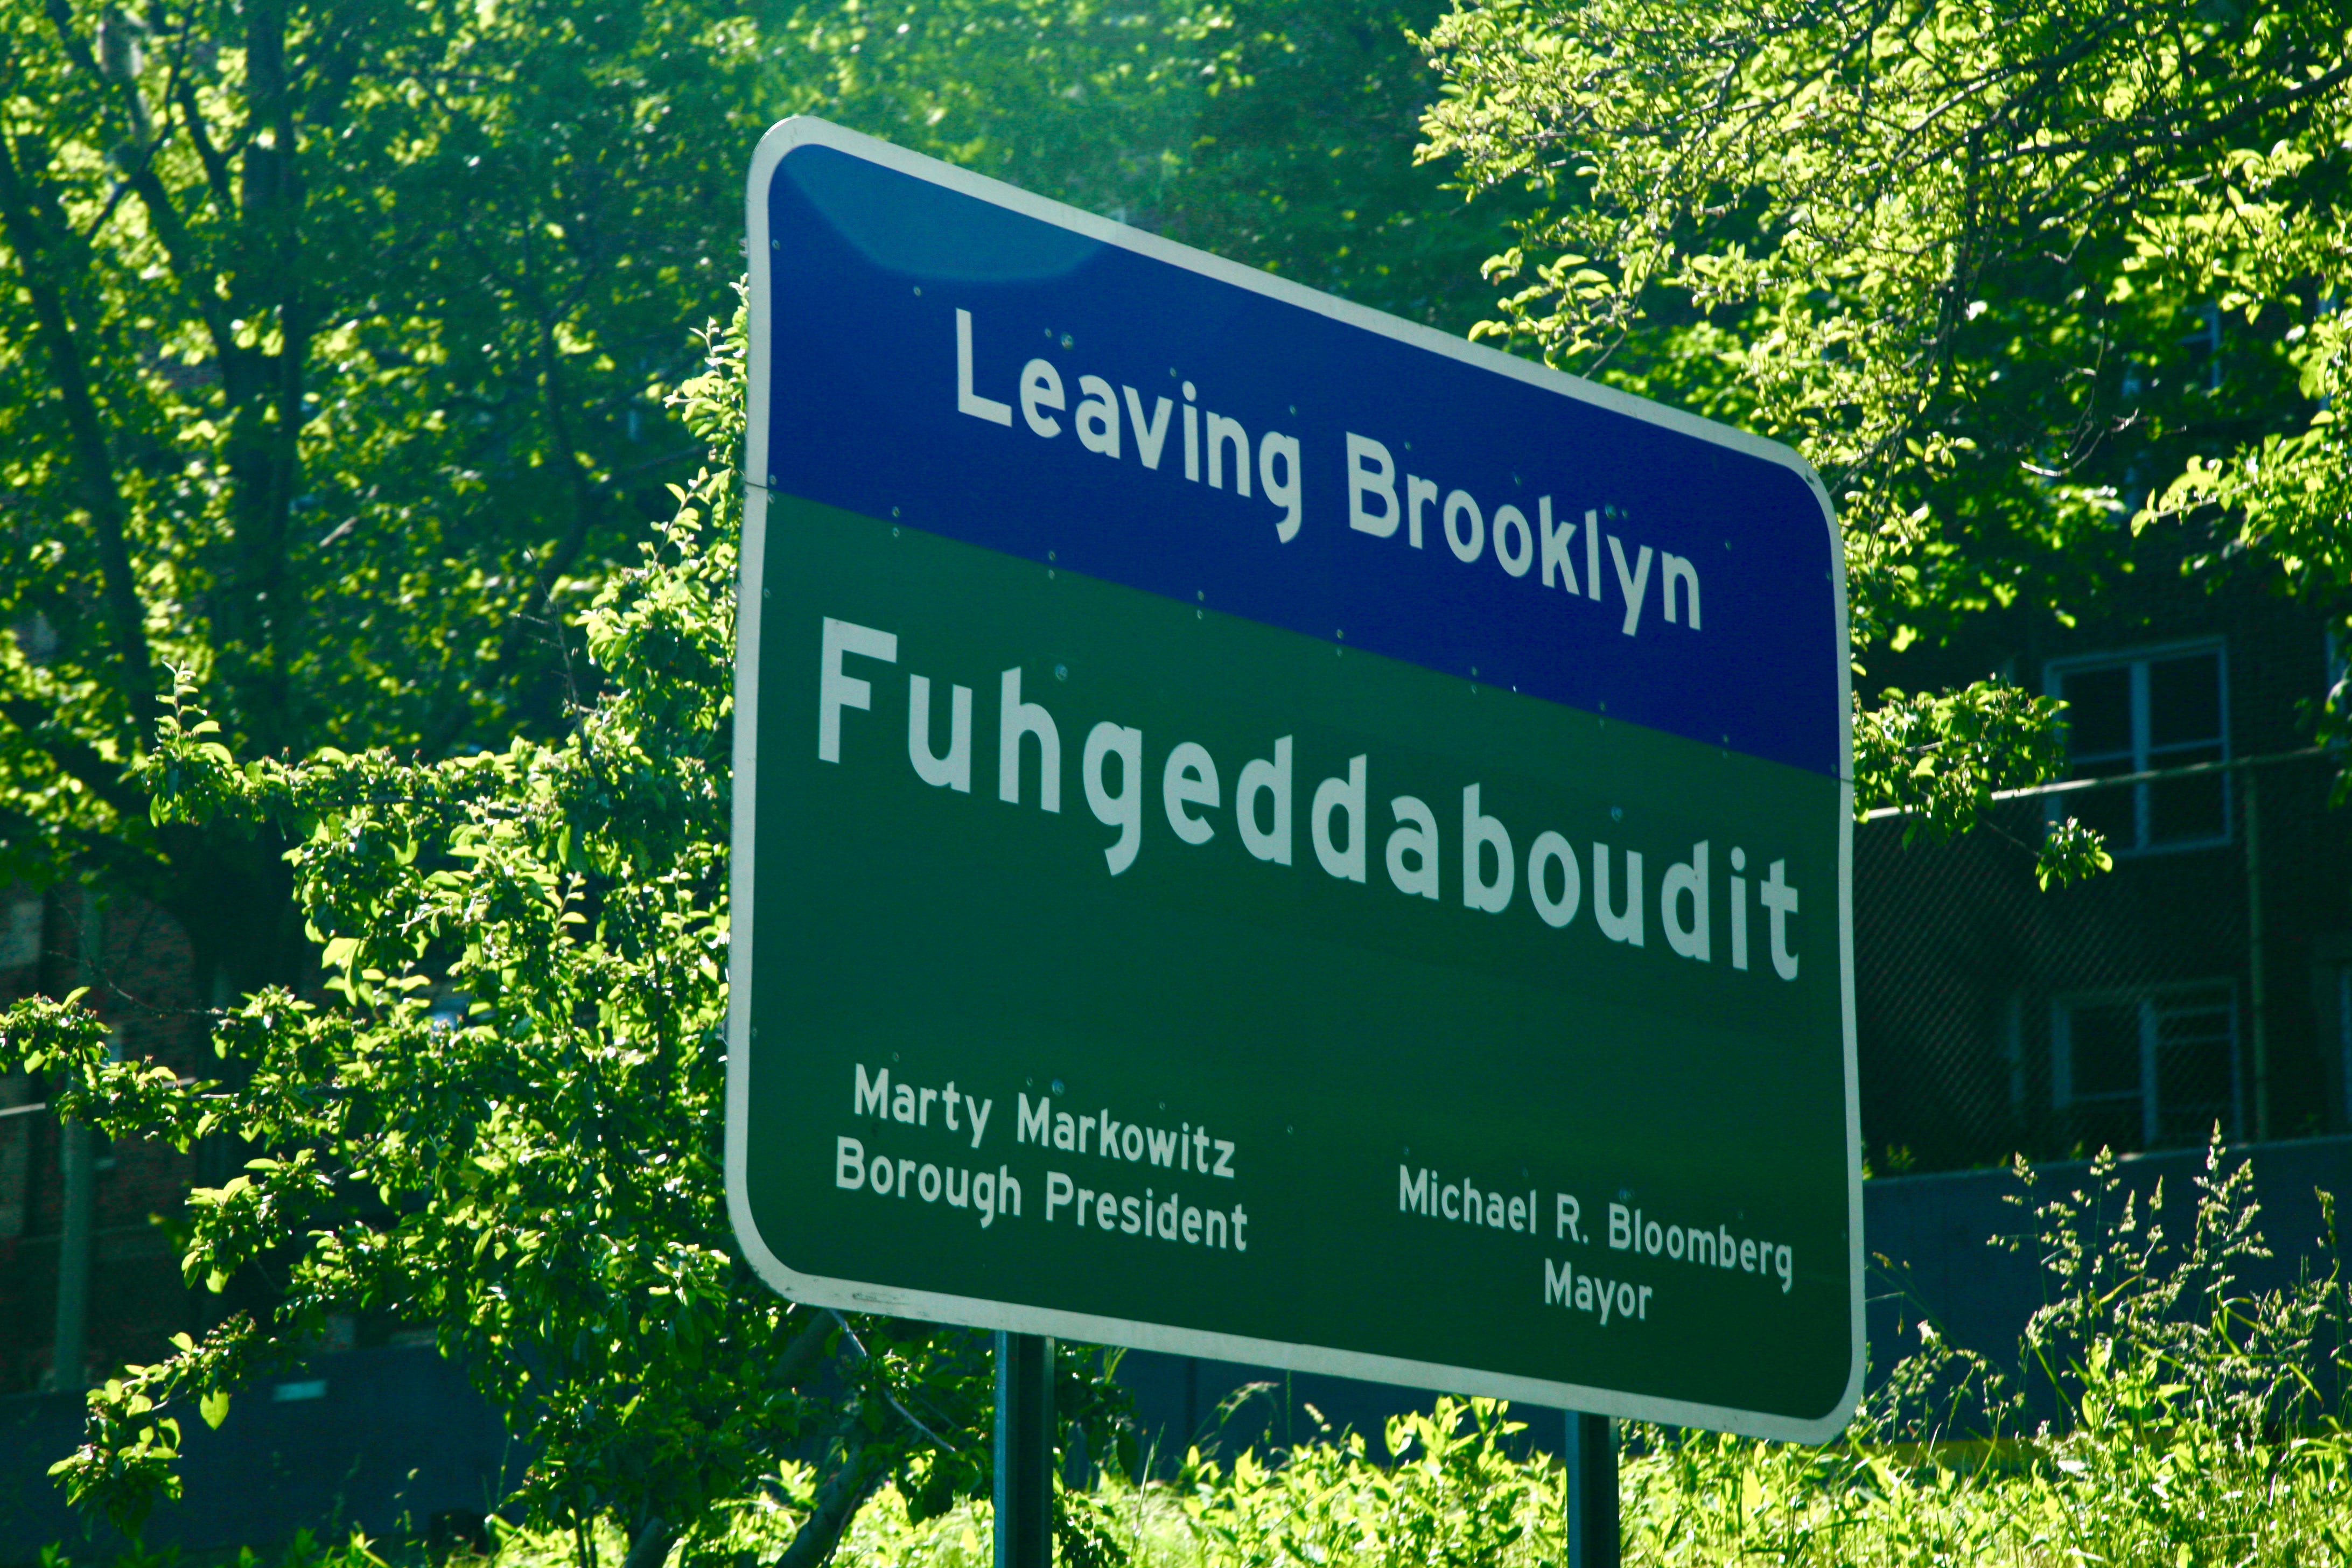 Leaving Brooklyn
Fuhgeddaboudit
Marty Markowitz
Borough President
Michael R. Bloomberg
Mayor